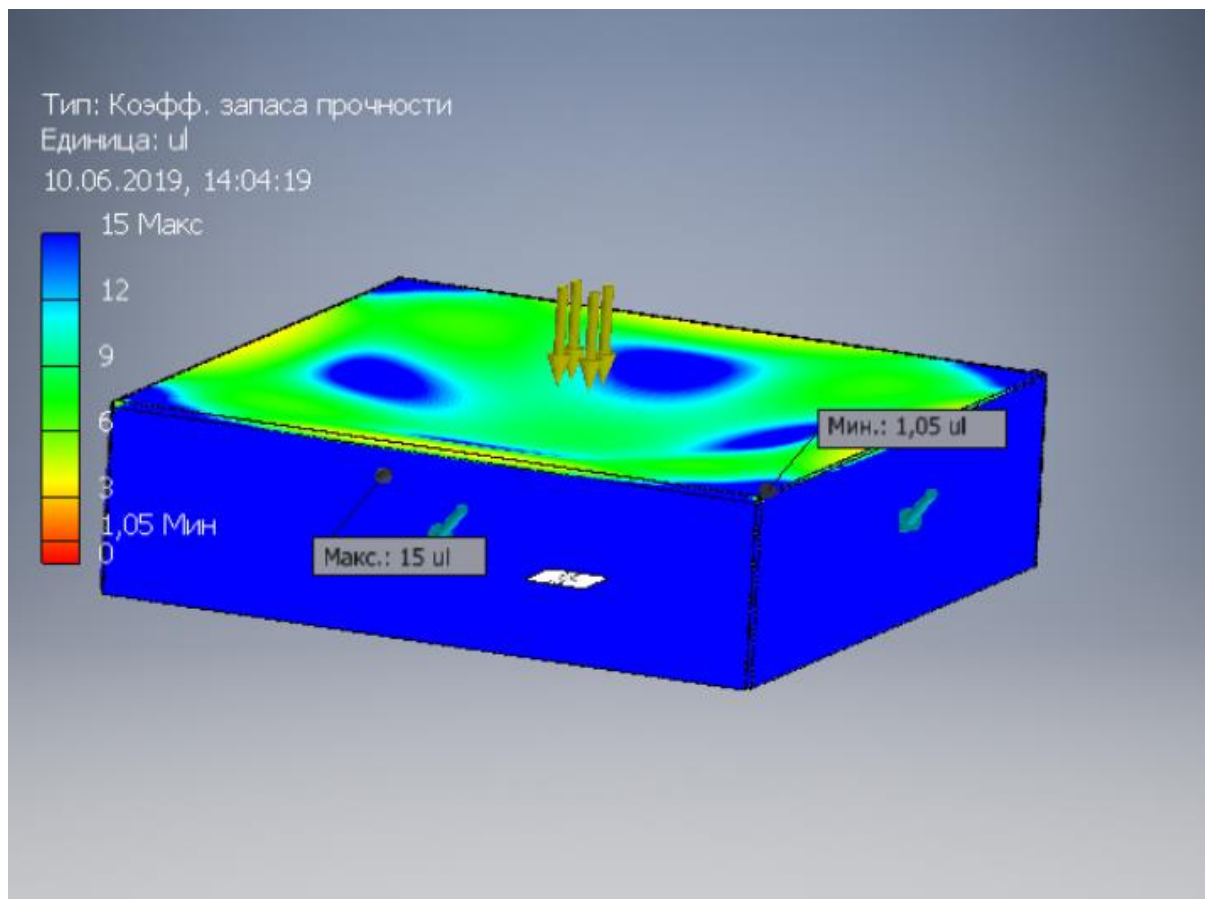 Тип: Коэфф. запаса прочности
Единица: ul
10.06.2019, 14:04:19
15 Макс
12
9
6
3
1,05 Мин
0
Мин.: 1,05 ul
Макс.: 15 ul